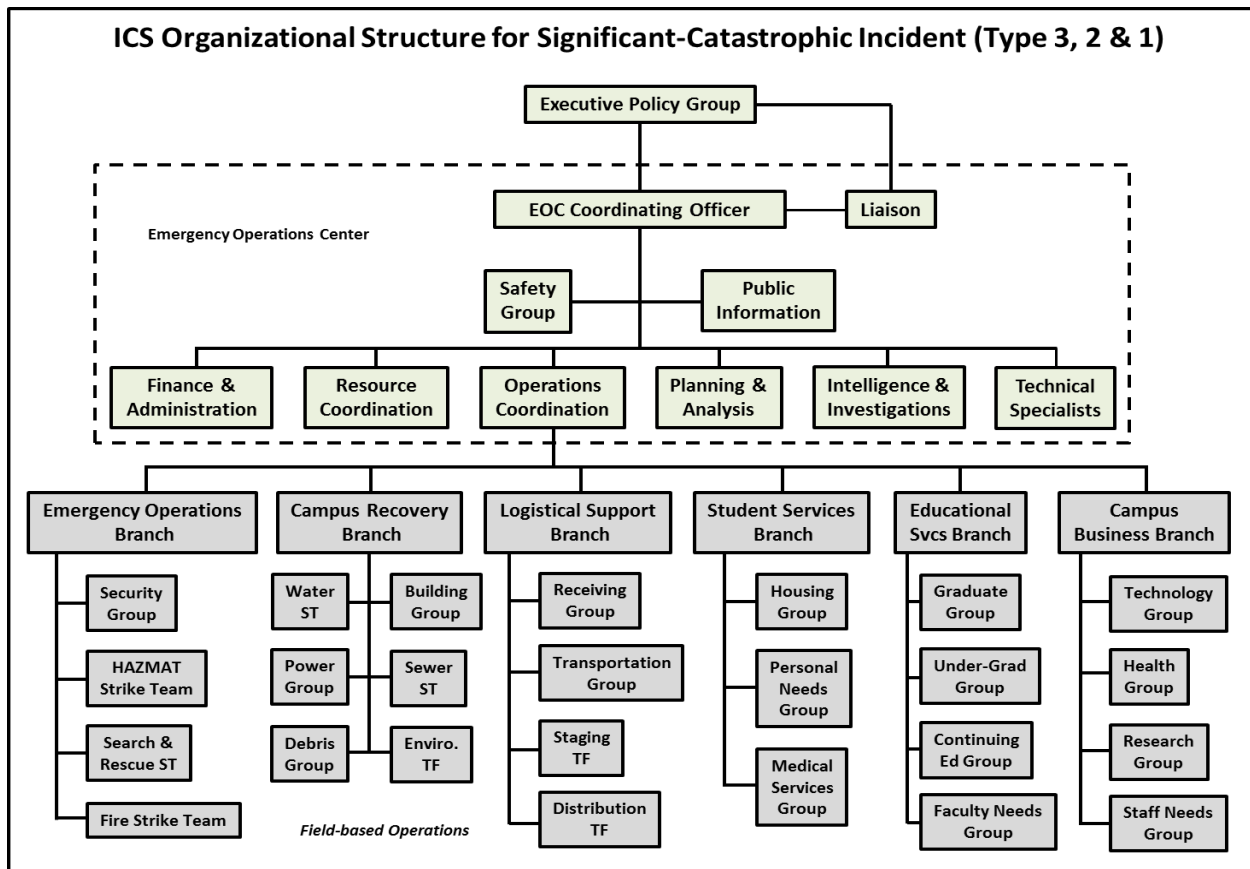 ICS Organizational Structure for Significant-Catastrophic Incident (Type 3, 2 & 1)
Executive Policy Group
EOC Coordinating Officer
Liaison
Emergency Operations Center
Safety
Group
Public
Information
Finance &
Administration
Resource
Coordination
Operations
Coordination
Planning &
Analysis
Intelligence &
Investigations
Technical
Specialists
Emergency Operations
Branch
Campus Recovery
Branch
Logistical Support
Branch
Student Services
Branch
Educational
Svcs Branch
Campus
Business Branch
Security
Group
HAZMAT
Strike Team
Search &
Rescue ST
Fire Strike Team
Water
ST
Building
Group
Power
Group
Sewer
ST
Debris
Group
Enviro.
TF
Receiving
Group
Transportation
Group
Staging
TF
Distribution
TF
Housing
Group
Personal
Needs
Group
Medical
Services
Group
Graduate
Group
Under-Grad
Group
Continuing
Ed Group
Faculty Needs
Group
Technology
Group
Health
Group
Research
Group
Staff Needs
Group
Field-based Operations